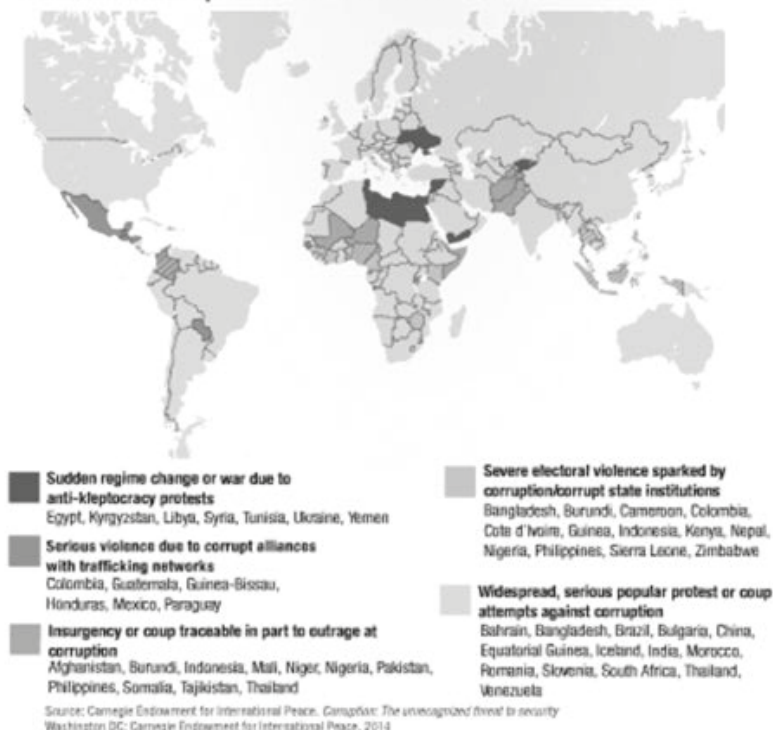 Sudden regime change or war due to
anti-kleptocracy protests
Egypt, Kyrgyzstan, Libya, Syria, Tunisia, Ukraine, Yemen
Serious violence due to corrupt alliances
with trafficking networks
Colombia, Guatemala, Guinea-Bissau,
Honduras, Mexico, Paraguay
Insurgency or coup traceable in part to outrage at
corruption
Afghanistan, Burundi, Indonesia, Mali, Niger, Nigeria, Pakistan,
Philippines, Somalia, Tajikistan, Thailand
Severe electoral violence sparked by
corruption/corrupt state institutions
Bangladesh, Burundi, Cameroon, Colombia,
Cote d'Ivoire, Guinea, Indonesia, Kenya, Nepal,
Nigeria, Philippines, Sierra Leone, Zimbabwe
Widespread, serious popular protest or coup
attempts against corruption
Bahrain, Bangladesh, Brazil, Bulgaria, China,
Equatorial Guinea, Iceland, India, Morocco,
Romania, Slovenia, South Africa, Thailand,
Venezuela
Source: Carnegie Endowment for International Peace. Corruption: The unrecognized threat to security
Washington DC: Carnegie Endowment for International Peace, 2014